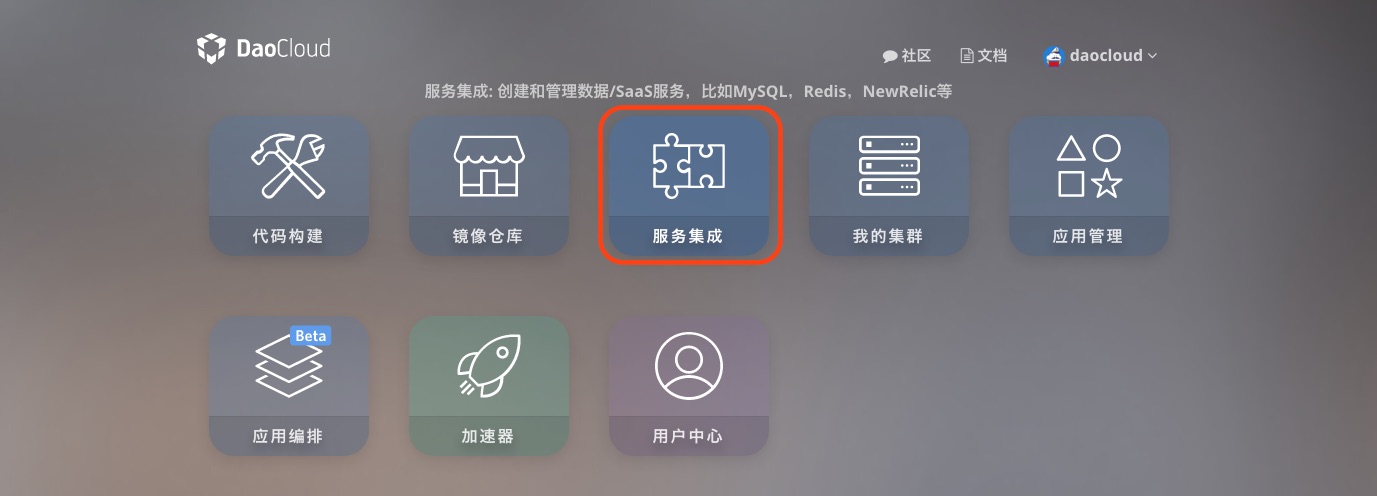 DaoCloud
社区 文档 daocloud
服务集成: 创建和管理数据/SaaS服务，比如MySQL，Redis，NewRelic等
代码构建 镜像仓库 服务集成 我的集群 应用管理
Beta
应用编排 加速器 用户中心